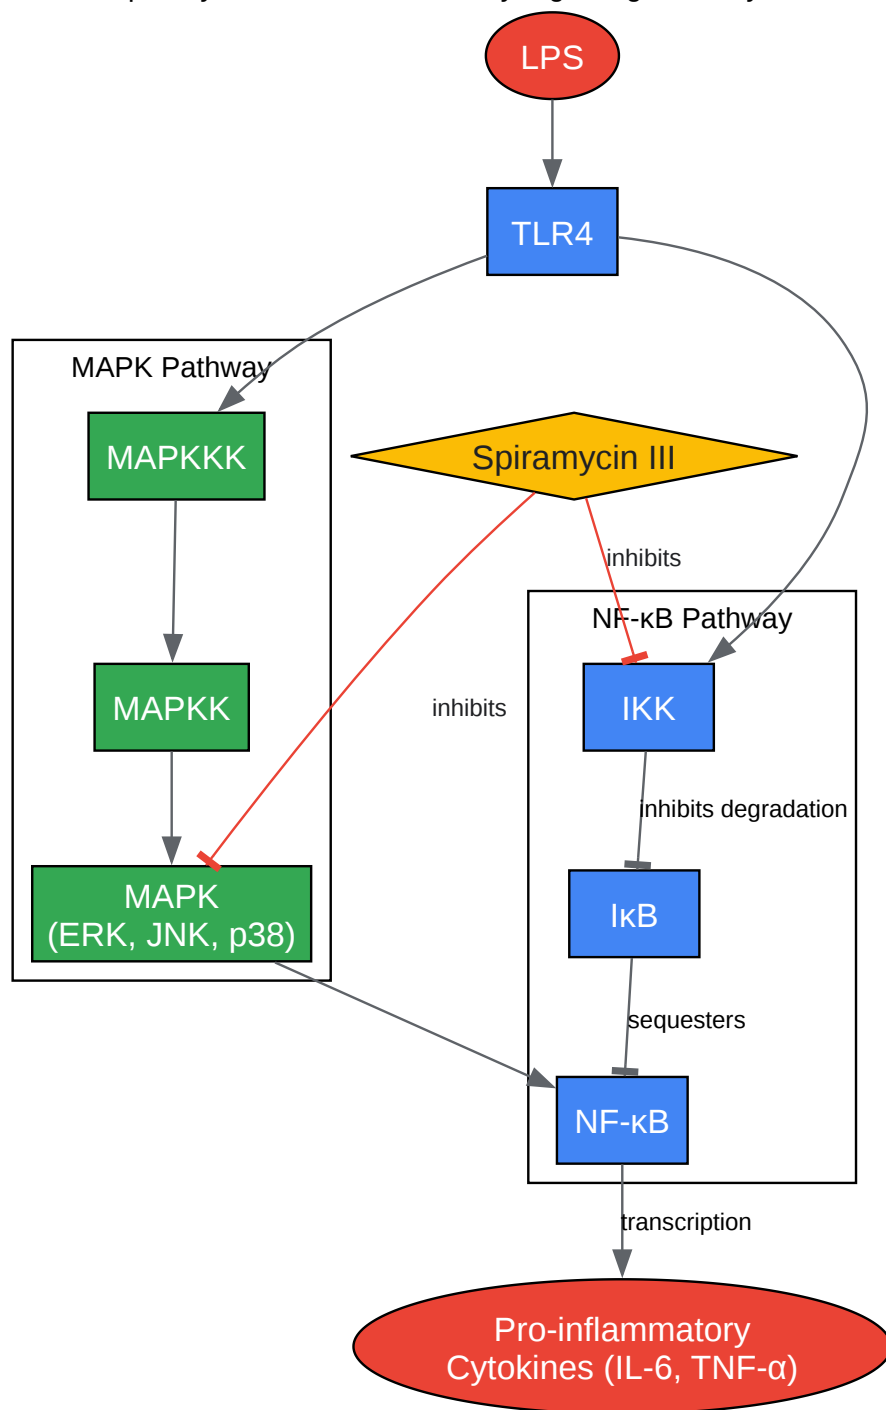 LPS
TLR4
MAPK Pathway
MAPKKK
Spiramycin III
inhibits
NF-κB Pathway
MAPKK
IKK
inhibits
inhibits degradation
MAPK
(ERK, JNK, p38)
IκB
sequesters
NF-κB
transcription
Pro-inflammatory
Cytokines (IL-6, TNF-α)